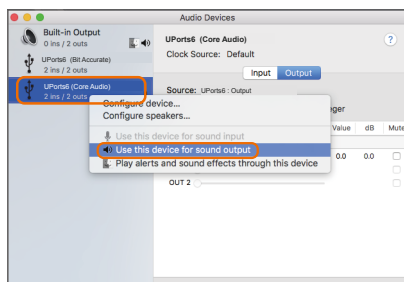 Audio Devices
Built-in Output
0 ins / 2 outs
UPorts6 (Bit Accurate)
2 ins / 2 outs
UPorts6 (Core Audio)
2 ins / 2 outs
UPorts6 (Core Audio)
?
Clock Source: Default
Input Output
Source: UPorts6 : Output
Configure device...
Configure speakers...
Use this device for sound input
Use this device for sound output
Play alerts and sound effects through this device
Value dB Mute
0.0 0.0
OUT 2